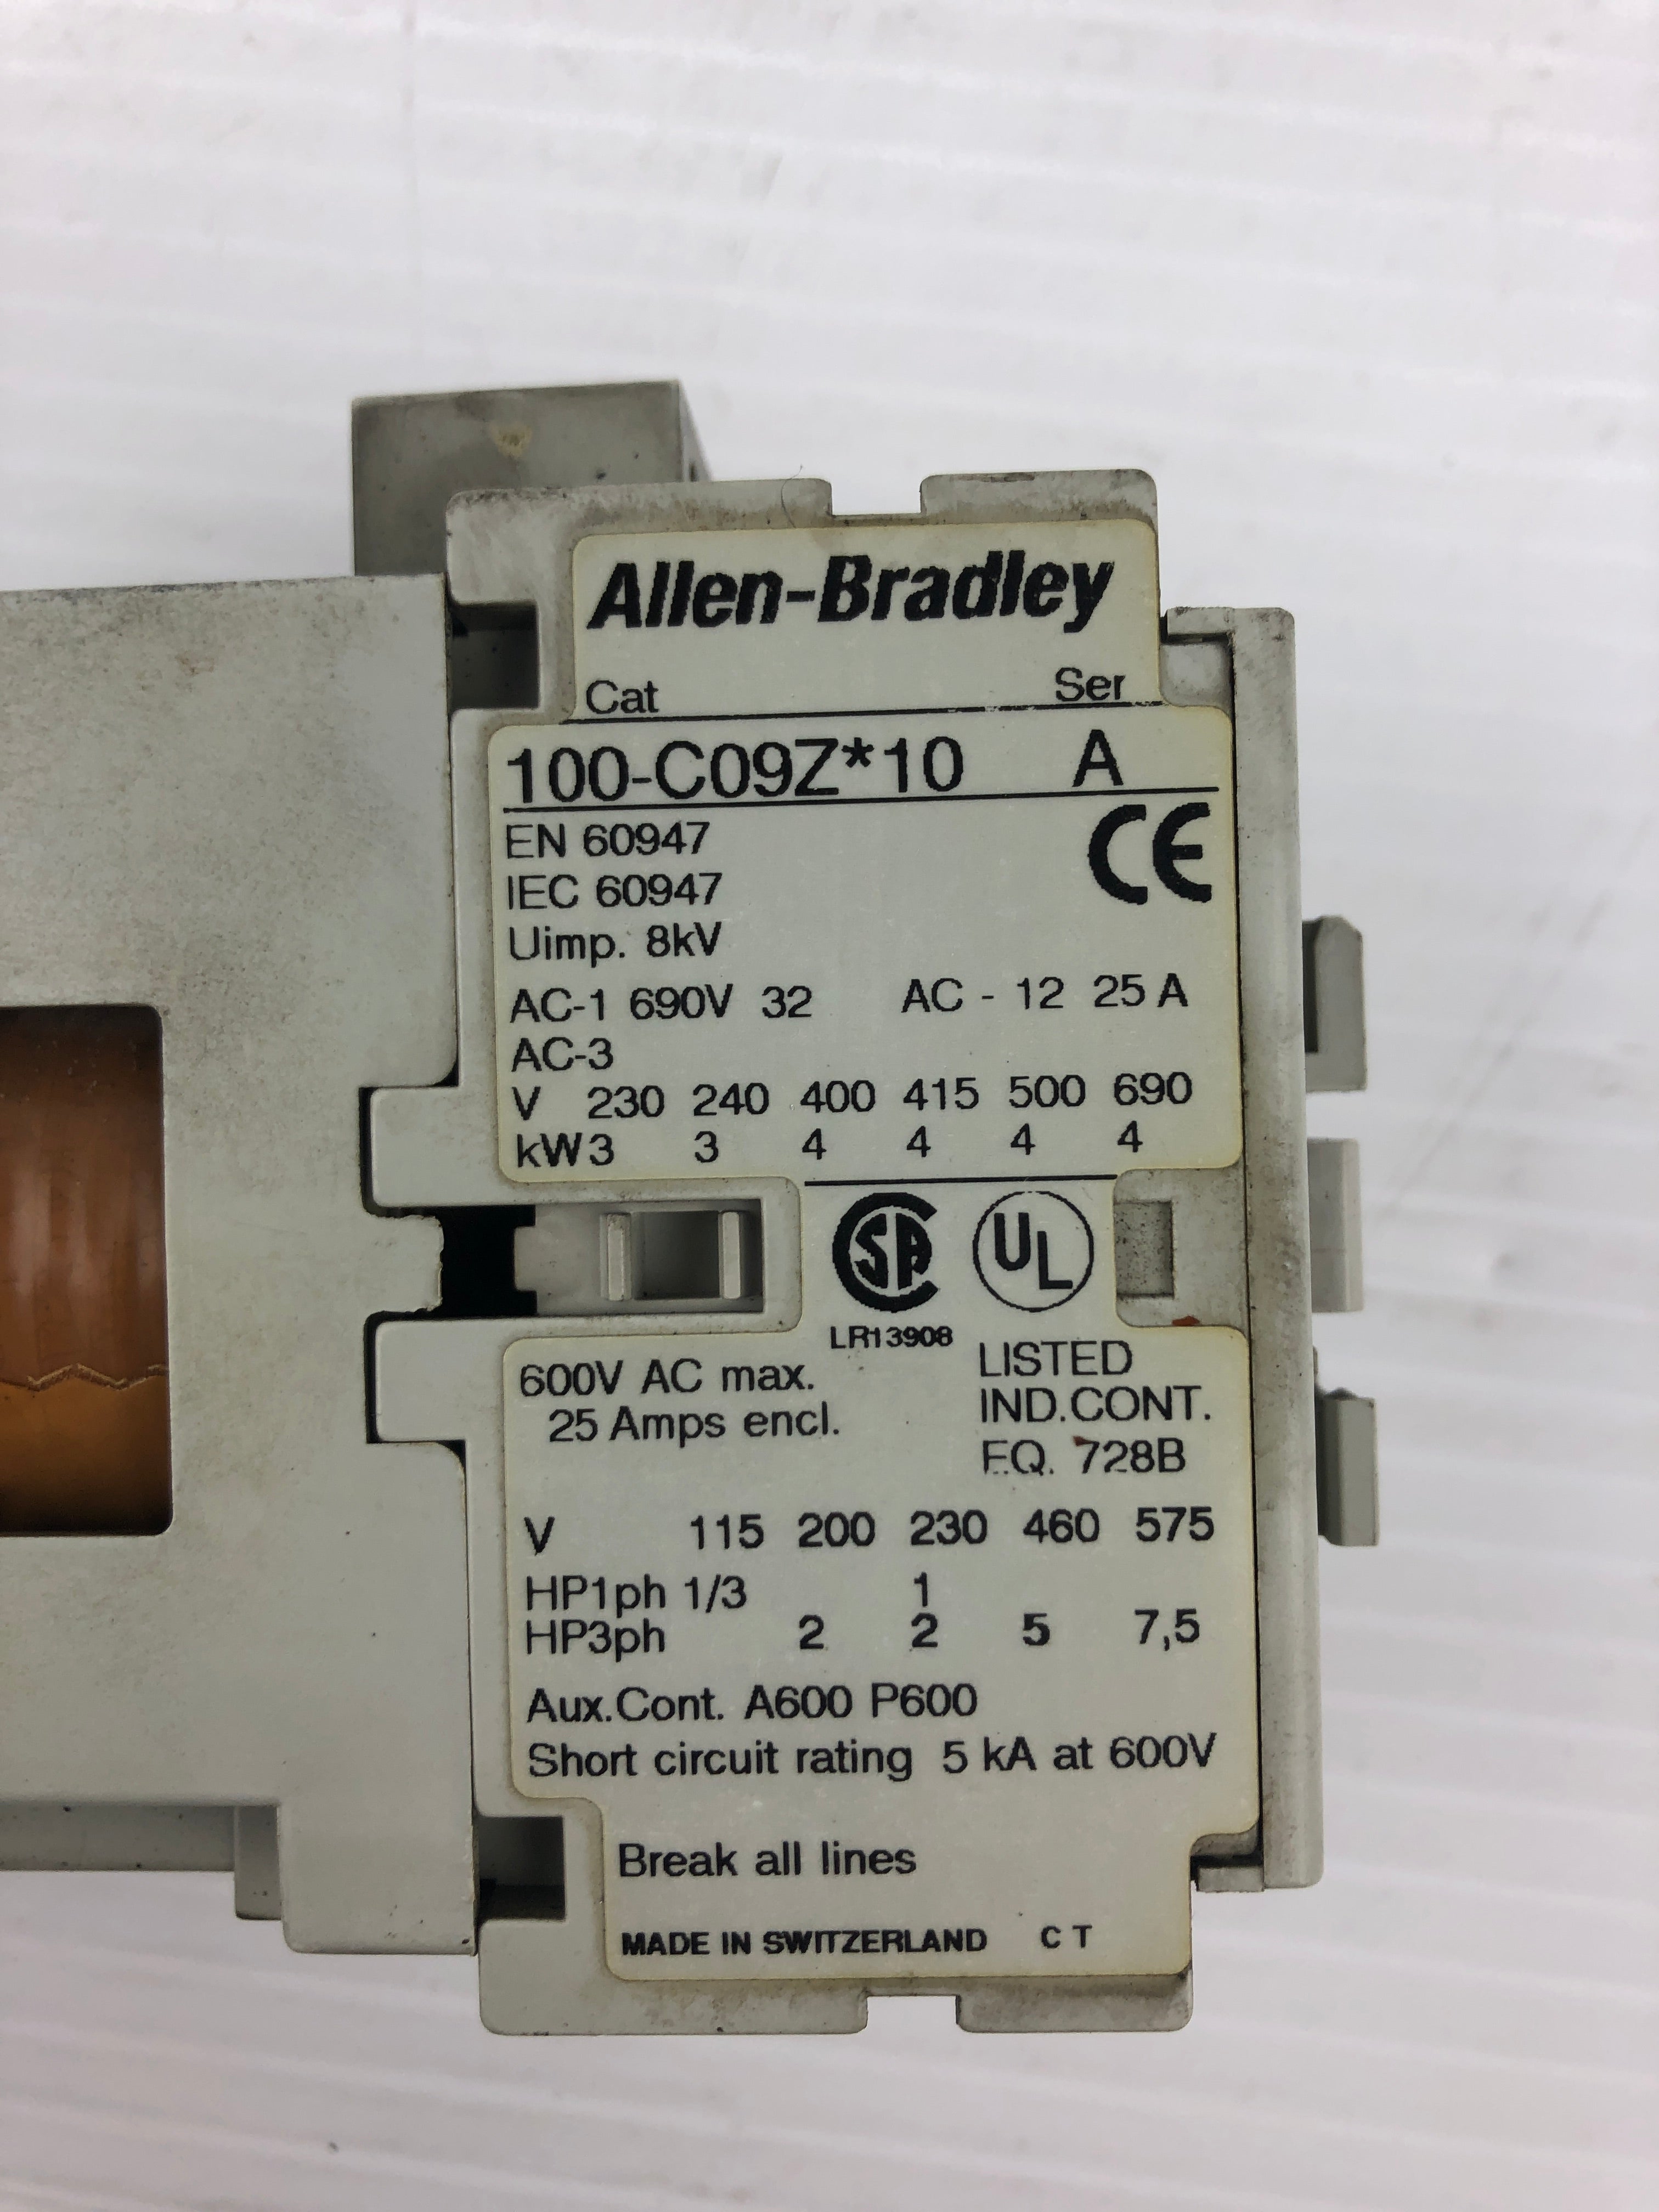 Allen-Bradley
Cat Ser
100-C09Z*10 A
EN 60947
CE
IEC 60947
Uimp. 8kV
AC-1 690V 32 AC - 12 25 A
AC-3
V 230 240 400 415 500 690
kW 3 3 4 4 4 4
SA UL
LR13908
600V AC max.
25 Amps encl.
LISTED
IND.CONT.
EQ. 728B
V 115 200 230 460 575
HP1ph 1/3 1
HP3ph 2 2 5 7,5
Aux.Cont. A600 P600
Short circuit rating 5 kA at 600V
Break all lines
MADE IN SWITZERLAND C T